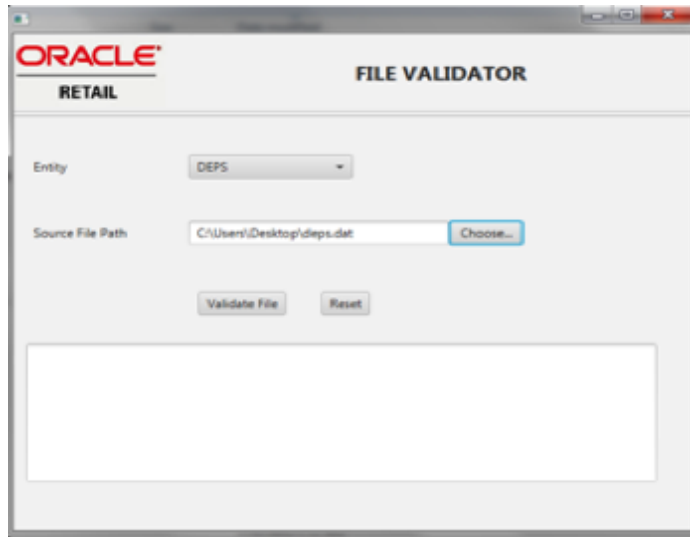 ORACLE
RETAIL
FILE VALIDATOR
Entity
DEPS
Source File Path
C:\Users\Desktop\deps.dat
Choose...
Validate File
Reset